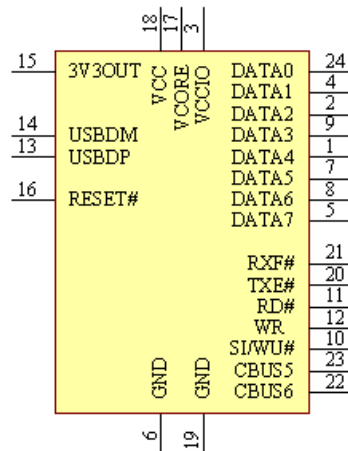 18 17 3
VCC VCORE VCCIO
15 3V3OUT DATA0 24
DATA1 4
DATA2 2
14 USBDM DATA3 9
13 USBDP DATA4 1
DATA5 7
16 RESET# DATA6 8
DATA7 5
RXF# 21
TXE# 20
RD# 11
WR 12
SI/WU# 10
CBUS5 23
CBUS6 22
GND GND
6 19